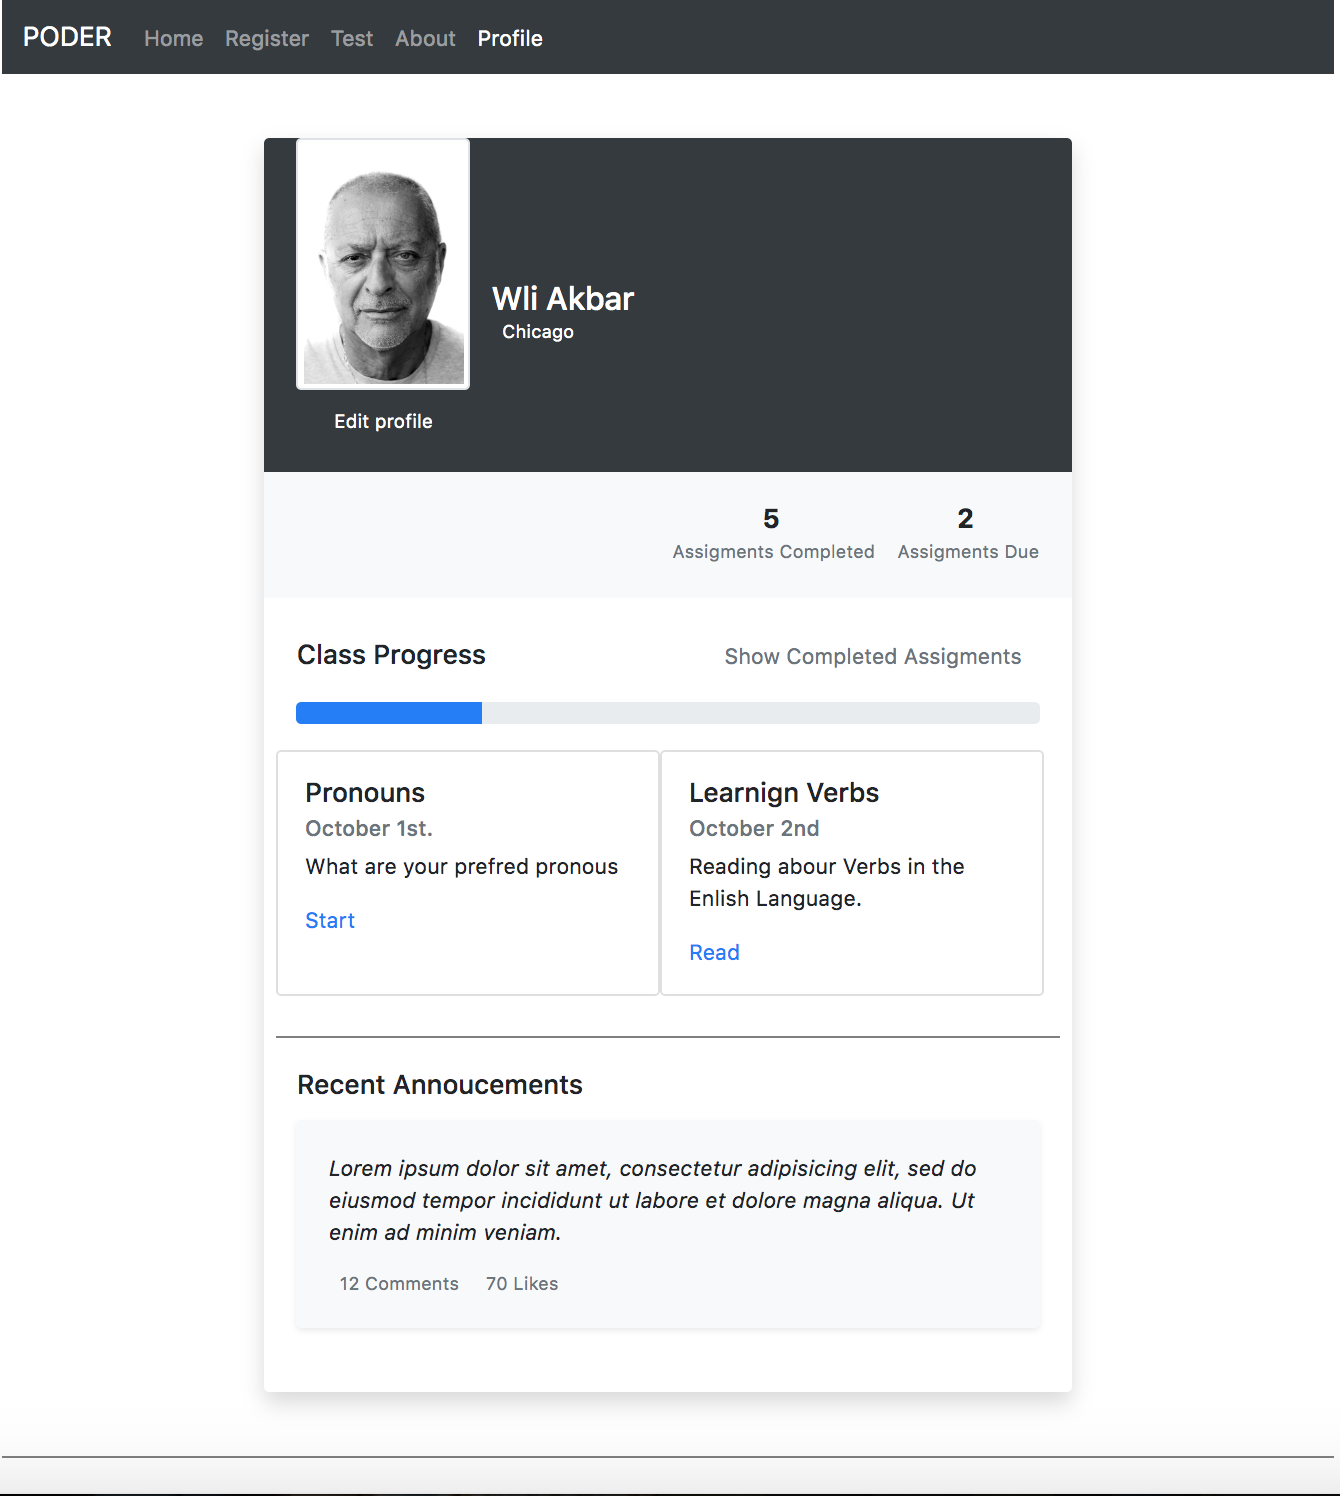 PODER Home Register Test About Profile
Wli Akbar
Chicago
Edit profile
5
Assigments Completed
2
Assigments Due
Class Progress
Show Completed Assigments
Pronouns
October 1st.
What are your prefred pronous
Start
Learnign Verbs
October 2nd
Reading abour Verbs in the
Enlish Language.
Read
Recent Annoucements
Lorem ipsum dolor sit amet, consectetur adipisicing elit, sed do
eiusmod tempor incididunt ut labore et dolore magna aliqua. Ut
enim ad minim veniam.
12 Comments 70 Likes